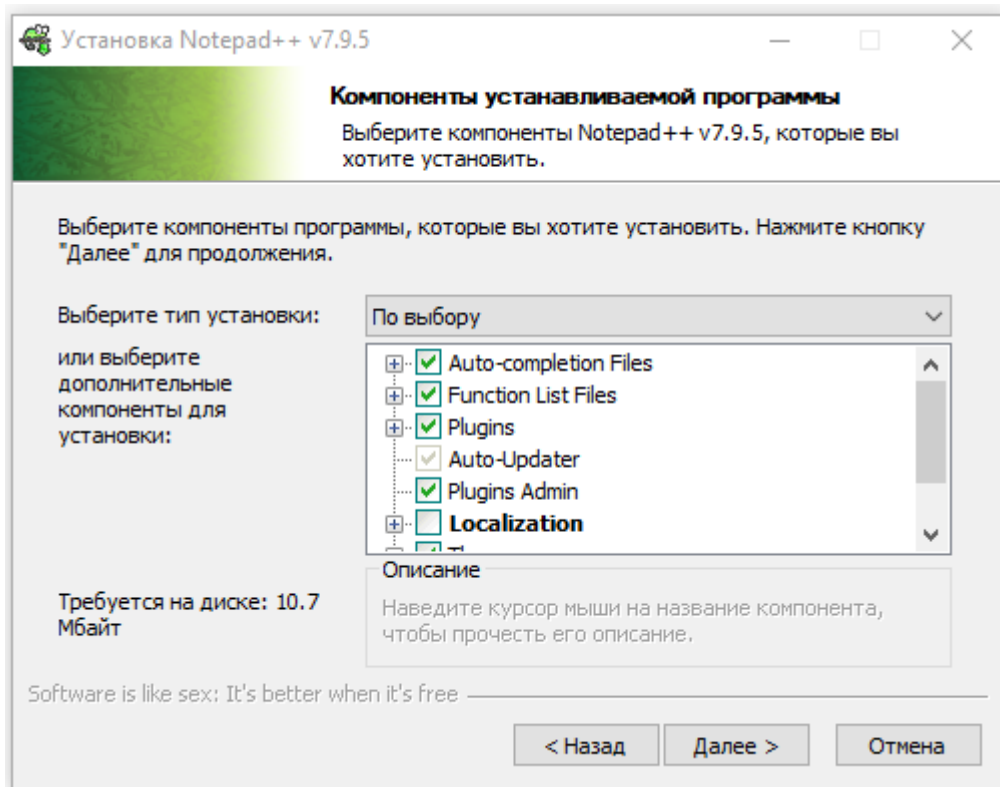 Установка Notepad++ v7.9.5
Компоненты устанавливаемой программы
Выберите компоненты Notepad++ v7.9.5, которые вы
хотите установить.
Выберите компоненты программы, которые вы хотите установить. Нажмите кнопку
"Далее" для продолжения.
Выберите тип установки:
По выбору
или выберите
дополнительные
компоненты для
установки:
Auto-completion Files
Function List Files
Plugins
Auto-Updater
Plugins Admin
Localization
Описание
Требуется на диске: 10.7
Мбайт
Наведите курсор мыши на название компонента,
чтобы прочесть его описание.
Software is like sex: It's better when it's free
< Назад
Далее >
Отмена